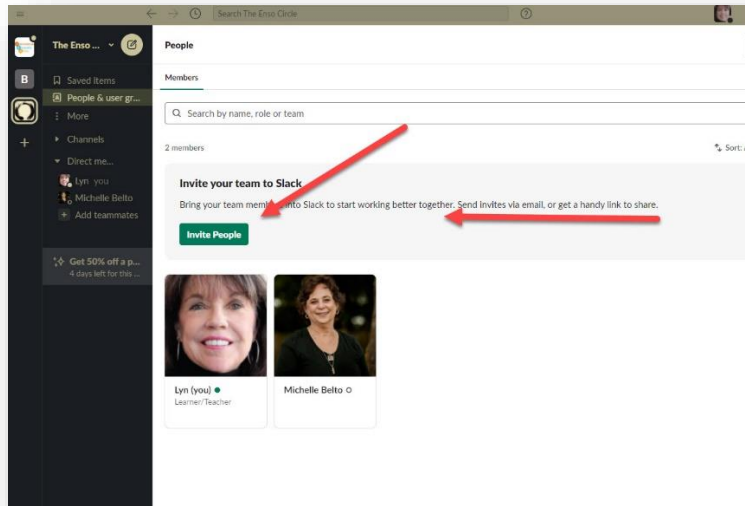 Search The Enso Circle
The Enso ...
B
Saved items
People & user gr...
More
Channels
Direct me...
Lyn you
Michelle Belto
Add teammates
Get 50% off a p...
4 days left for this ...
People
Members
Search by name, role or team
2 members
Sort:
Invite your team to Slack
Bring your team into Slack to start working better together. Send invites via email, or get a handy link to share.
Invite People
Lyn (you)
Learner/Teacher
Michelle Belto